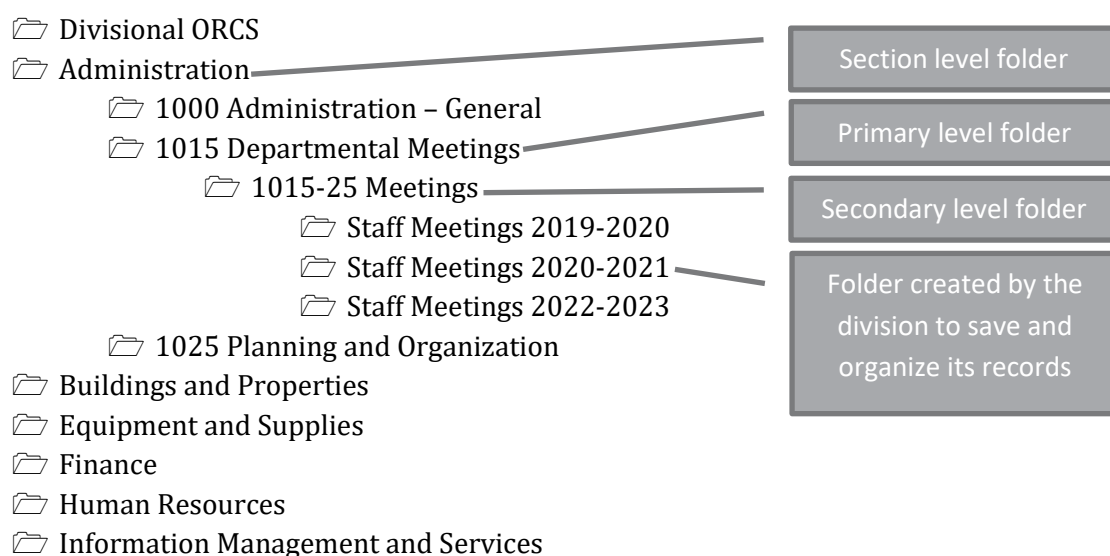 Divisional ORCS
Administration
1000 Administration – General
1015 Departmental Meetings
1015-25 Meetings
Staff Meetings 2019-2020
Staff Meetings 2020-2021
Staff Meetings 2022-2023
1025 Planning and Organization
Buildings and Properties
Equipment and Supplies
Finance
Human Resources
Information Management and Services
Section level folder
Primary level folder
Secondary level folder
Folder created by the
division to save and
organize its records